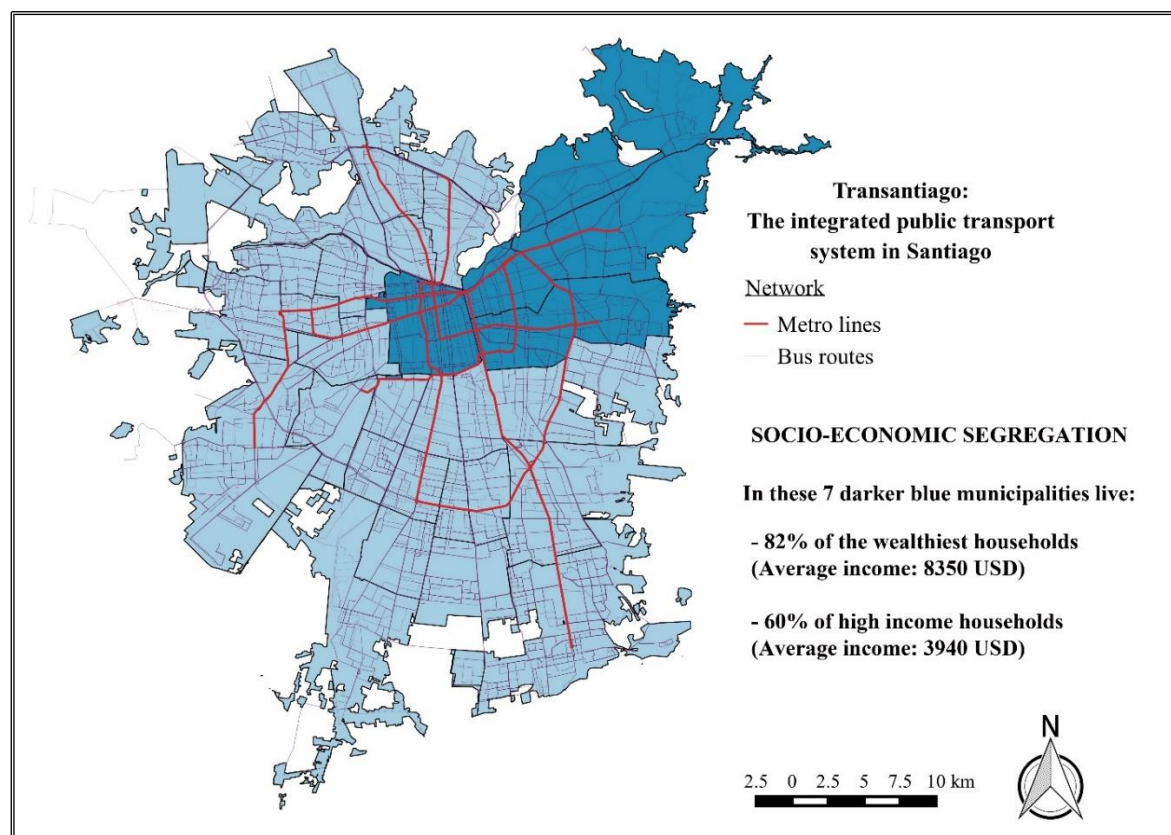 Transantiago:
The integrated public transport
system in Santiago
Network
Metro lines
Bus routes
SOCIO-ECONOMIC SEGREGATION
In these 7 darker blue municipalities live:
- 82% of the wealthiest households
(Average income: 8350 USD)
- 60% of high income households
(Average income: 3940 USD)
N
2.5 0 2.5 5 7.5 10 km